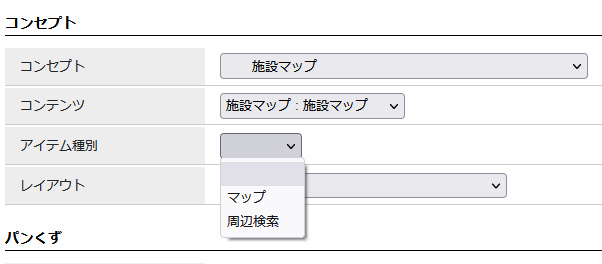 コンセプト
コンセプト 施設マップ
コンテンツ 施設マップ : 施設マップ
アイテム種別
マップ
レイアウト
周辺検索
パンくず